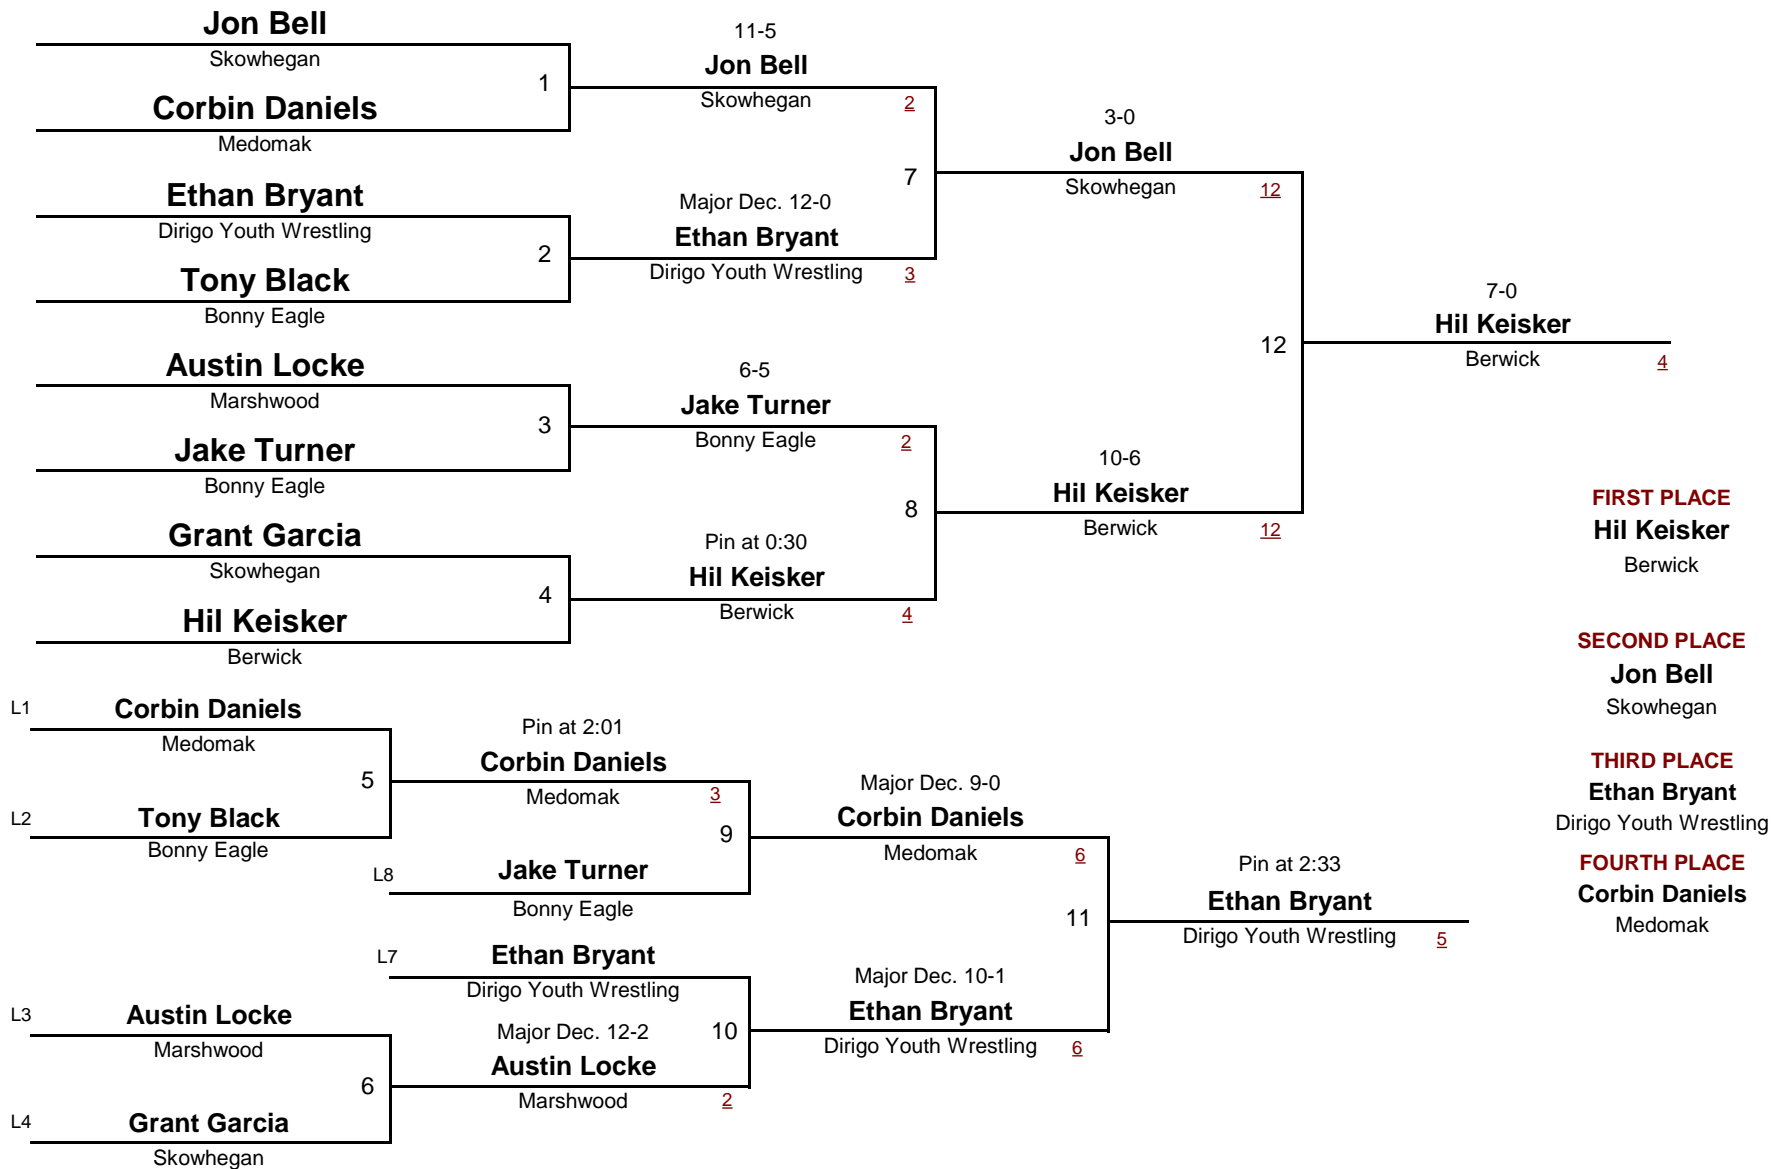 Jon Bell
Skowhegan
1
Corbin Daniels
Medomak
Ethan Bryant
Dirigo Youth Wrestling
2
Tony Black
Bonny Eagle
Austin Locke
Marshwood
3
Jake Turner
Bonny Eagle
Grant Garcia
Skowhegan
4
Hil Keisker
Berwick
11-5
Jon Bell
Skowhegan 2
7
Major Dec. 12-0
Ethan Bryant
Dirigo Youth Wrestling 3
6-5
Jake Turner
Bonny Eagle 2
8
Pin at 0:30
Hil Keisker
Berwick 4
3-0
Jon Bell
Skowhegan 12
12
10-6
Hil Keisker
Berwick 12
7-0
Hil Keisker
Berwick 4
L1 Corbin Daniels
Medomak
5
L2 Tony Black
Bonny Eagle
L3 Austin Locke
Marshwood
6
L4 Grant Garcia
Skowhegan
Pin at 2:01
Corbin Daniels
Medomak 3
9
L8 Jake Turner
Bonny Eagle
L7 Ethan Bryant
Dirigo Youth Wrestling
Major Dec. 12-2 10
Austin Locke
Marshwood 2
Major Dec. 9-0
Corbin Daniels
Medomak 6
11
Major Dec. 10-1
Ethan Bryant
Dirigo Youth Wrestling 6
Pin at 2:33
Ethan Bryant
Dirigo Youth Wrestling 5
FIRST PLACE
Hil Keisker
Berwick
SECOND PLACE
Jon Bell
Skowhegan
THIRD PLACE
Ethan Bryant
Dirigo Youth Wrestling
FOURTH PLACE
Corbin Daniels
Medomak